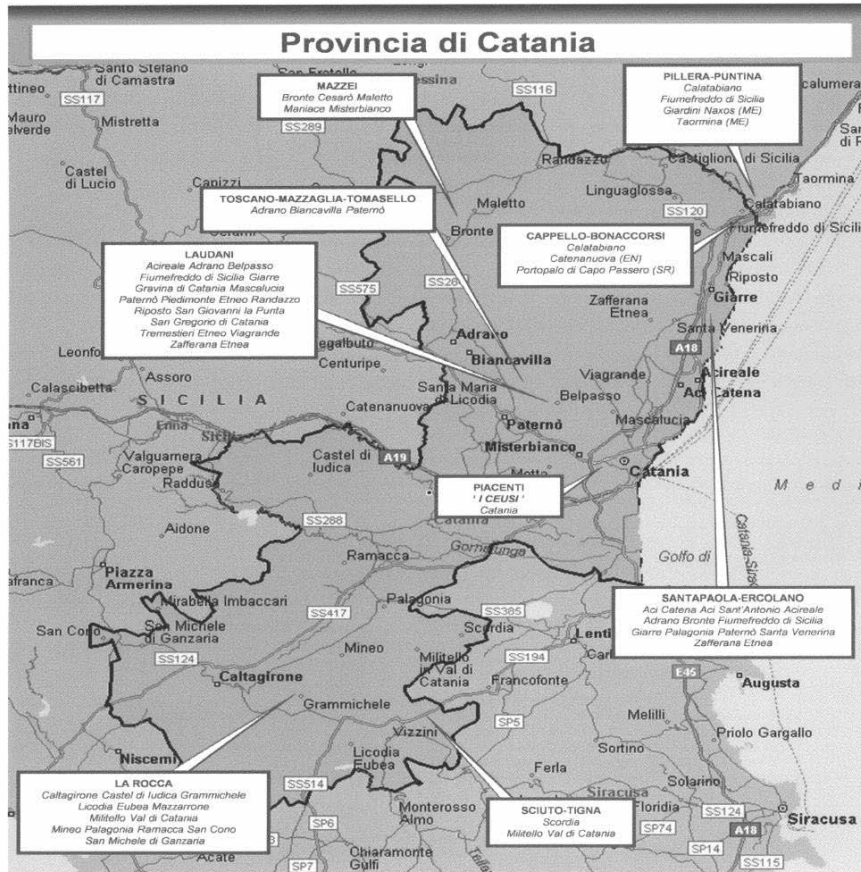 Provincia di Catania
MAZZEI
Bronte Cesarò Maletto
Maniace Misterbianco
PILLERA-PUNTINA
Calatabiano
Fiumefreddo di Sicilia
Giardini Naxos (ME)
Taormina (ME)
TOSCANO-MAZZAGLIA-TOMASELLO
Adrano Biancavilla Paternò
CAPPELLO-BONACCORSI
Calatabiano
Catenanuova (EN)
Portopalo di Capo Passero (SR)
LAUDANI
Acireale Adrano Belpasso
Fiumefreddo di Sicilia Giarre
Gravina di Catania Mascalucia
Paternò Piedimonte Etneo Randazzo
Riposto San Giovanni la Punta
San Gregorio di Catania
Tremestieri Etneo Viagrande
Zafferana Etnea
PIACENTI
' I CEUSI '
Catania
SANTAPAOLA-ERCOLANO
Aci Catena Aci Sant'Antonio Acireale
Adrano Bronte Fiumefreddo di Sicilia
Giarre Palagonia Paternò Santa Venerina
Zafferana Etnea
LA ROCCA
Caltagirone Castel di Iudica Grammichele
Licodia Eubea Mazzarrone
Militello Val di Catania
Mineo Palagonia Ramacca San Cono
San Michele di Ganzaria
SCIUTO-TIGNA
Scordia
Militello Val di Catania
Santo Stefano
di Camastra
SS117
Mistretta
SS289
SS116
Castel
di Lucio
Capizzi
Randazzo
Castiglione di Sicilia
Linguaglossa
Taormina
Maletto
SS120
Calatabiano
Bronte
Fiumefreddo di Sicilia
Mascali
Riposto
SS575
Giarre
Zafferana
Etnea
Santa Venerina
Adrano
Biancavilla
A18
Centuripe
Assoro
Calascibetta
SICILIA
Viagrande
Acireale
Aci Catena
Santa Maria
di Licodia
Belpasso
Catenanuova
Mascalucia
Paternò
Enna
Misterbianco
SS117BIS
SS561
Valguarnera
Caropepe
Castel di
Iudica
A19
Catania
Raddusa
Motta
Aidone
SS288
Catania
Gornalunga
Golfo di
Ramacca
Piazza
Armerina
Mirabella Imbaccari
Palagonia
SS385
San Michele
di Ganzaria
SS417
San Cono
Scordia
SS124
Mineo
Militello
in Val di
Catania
SS194
Caltagirone
Francofonte
E45
Augusta
Grammichele
SP5
Melilli
Vizzini
Priolo Gargallo
Niscemi
Licodia
Eubea
Sortino
Ferla
Solarino
SS514
Siracusa
Floridia
SS124
Monterosso
Almo
SP6
SP74
A18
Siracusa
Acate
Chiaramonte
Gulfi
SP7
SP14
SS115